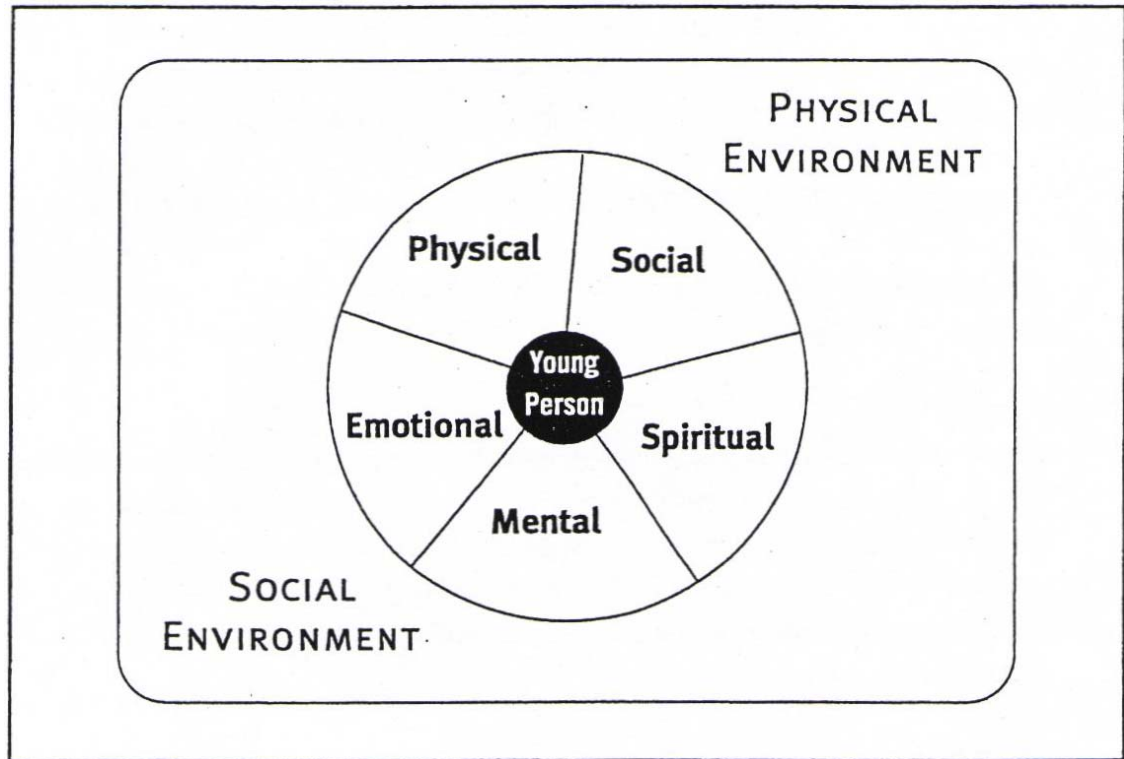 PHYSICAL
ENVIRONMENT
Physical
Social
Young
Person
Emotional
Spiritual
Mental
SOCIAL
ENVIRONMENT